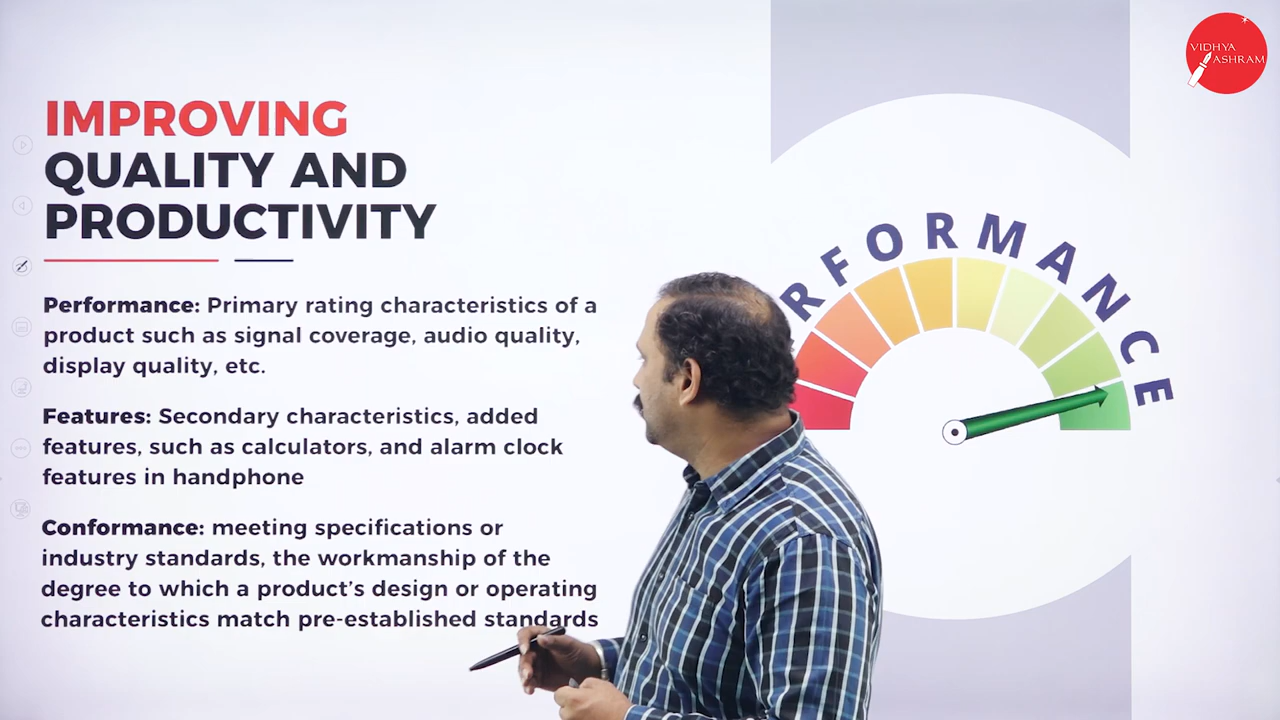 IMPROVING
QUALITY AND
PRODUCTIVITY
Performance: Primary rating characteristics of a
product such as signal coverage, audio quality,
display quality, etc.
Features: Secondary characteristics, added
features, such as calculators, and alarm clock
features in handphone
Conformance: meeting specifications or
industry standards, the workmanship of the
degree to which a product's design or operating
characteristics match pre-established standards
RFORMANCE
VIDHYA
ASHRAM